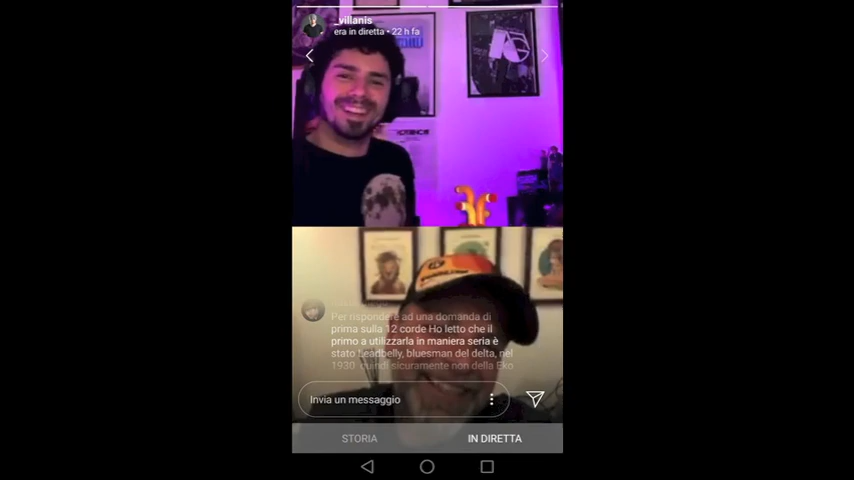 _villanis
era in diretta • 22 h fa
Per rispondere ad una domanda di
prima sulla 12 corde Ho letto che il
primo a utilizzarla in maniera seria è
stato Leadbelly, bluesman del delta, nel
1930 quindi sicuramente non della Eko
Invia un messaggio
STORIA
IN DIRETTA